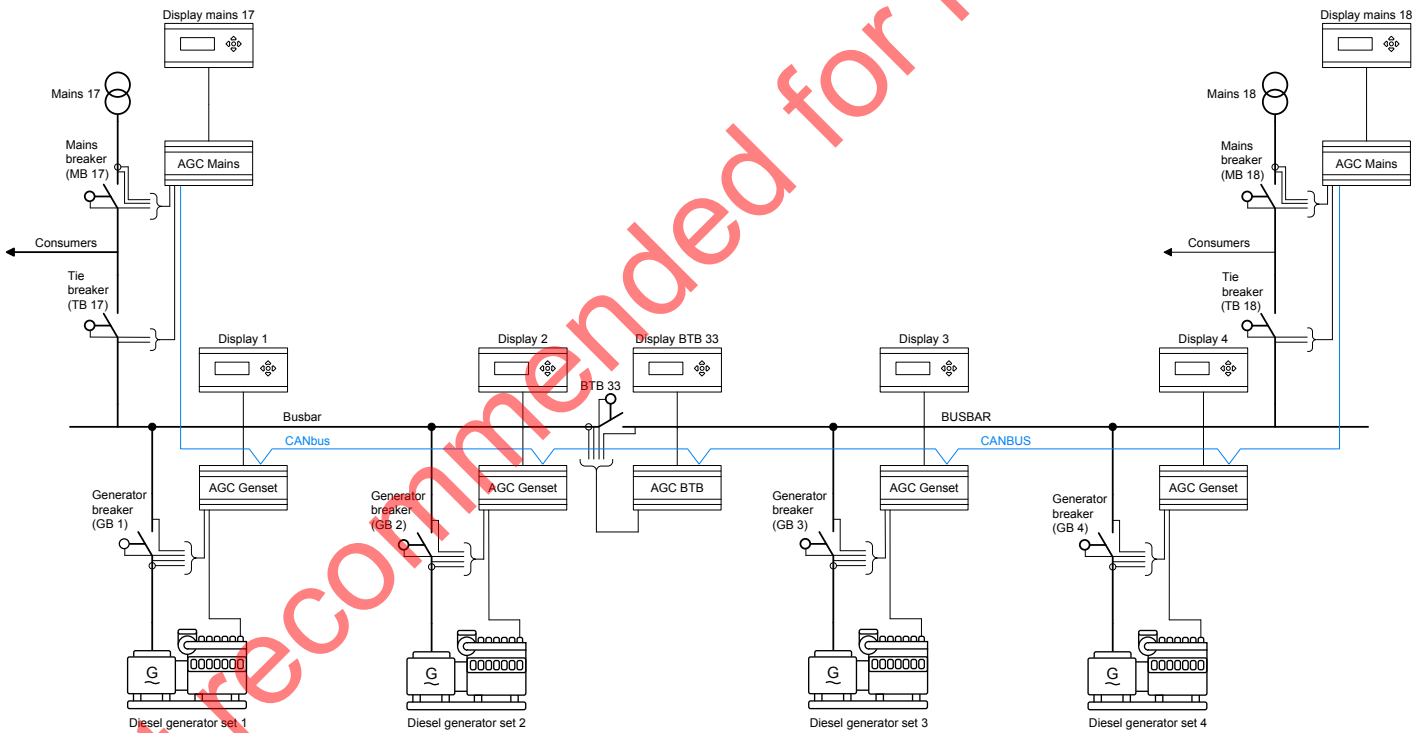 Display mains 17
Display mains 18
Mains 17
Mains 18
Mains
breaker
(MB 17)
AGC Mains
Mains
breaker
(MB 18)
AGC Mains
Consumers
Consumers
Tie
breaker
(TB 17)
Tie
breaker
(TB 18)
Display 1
Display 2
Display BTB 33
Display 3
Display 4
BTB 33
Busbar
BUSBAR
CANbus
CANBUS
AGC Genset
AGC Genset
AGC BTB
AGC Genset
AGC Genset
Generator
breaker
(GB 1)
Generator
breaker
(GB 2)
Generator
breaker
(GB 3)
Generator
breaker
(GB 4)
G
~
G
~
G
~
G
~
Diesel generator set 1
Diesel generator set 2
Diesel generator set 3
Diesel generator set 4
recommended for